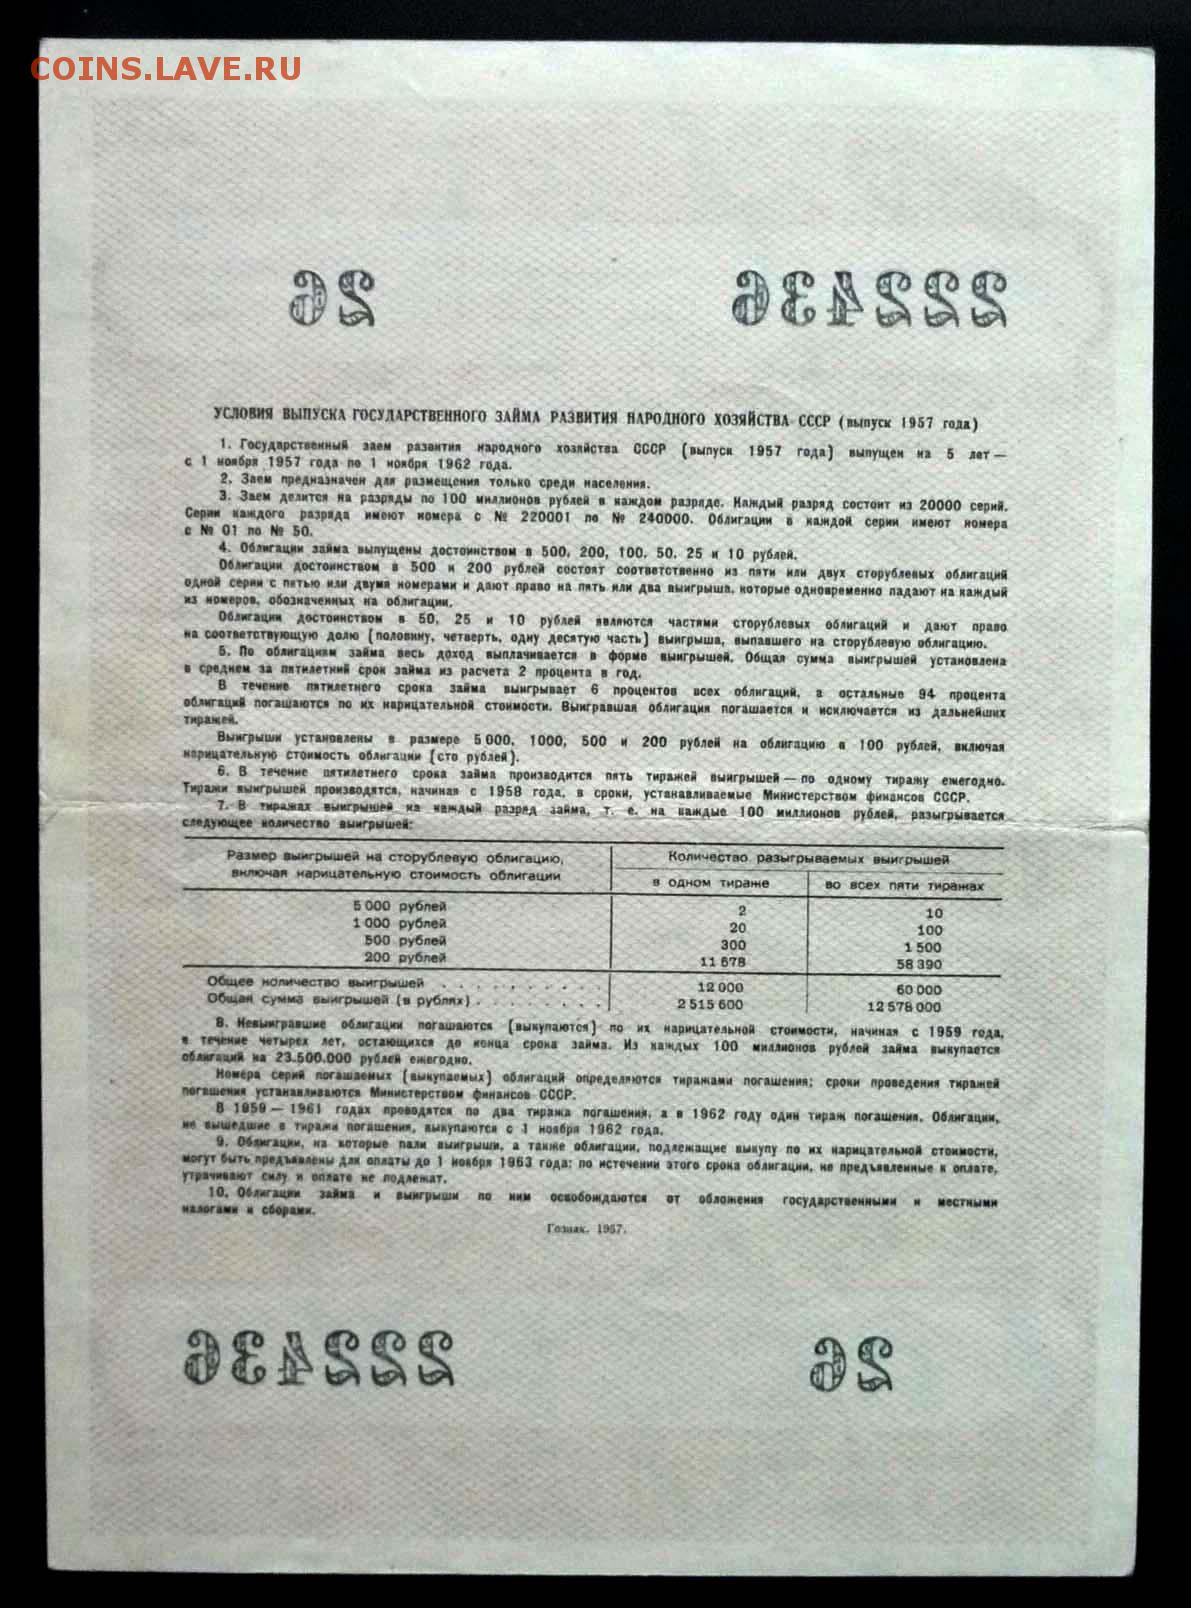 COINS.LAVE.RU
26 222436
УСЛОВИЯ ВЫПУСКА ГОСУДАРСТВЕННОГО ЗАЙМА РАЗВИТИЯ НАРОДНОГО ХОЗЯЙСТВА СССР (выпуск 1957 года)
1. Государственный заем развития народного хозяйства СССР (выпуск 1957 года) выпущен на 5 лет —
с 1 ноября 1957 года по 1 ноября 1962 года.
2. Заем предназначен для размещения только среди населения.
3. Заем делится на разряды по 100 миллионов рублей в каждом разряде. Каждый разряд состоит из 20000 серий.
Серии каждого разряда имеют номера с № 220001 по № 240000. Облигации в каждой серии имеют номера
с № 01 по № 50.
4. Облигации займа выпущены достоинством в 500, 200, 100, 50, 25 и 10 рублей.
Облигации достоинством в 500 и 200 рублей состоят соответственно из пяти или двух сторублевых облигаций
одной серии с пятью или двумя номерами и дают право на пять или два выигрыша, которые одновременно падают на каждый
из номеров, обозначенных на облигации.
Облигации достоинством в 50, 25 и 10 рублей являются частями сторублевых облигаций и дают право
на соответствующую долю (половину, четверть, одну десятую часть) выигрыша, выпавшего на сторублевую облигацию.
5. По облигациям займа весь доход выплачивается в форме выигрышей. Общая сумма выигрышей установлена
в среднем за пятилетний срок займа из расчета 2 процента в год.
В течение пятилетнего срока займа выигрывает 6 процентов всех облигаций, а остальные 94 процента
облигаций погашаются по их нарицательной стоимости. Выигравшая облигация погашается и исключается из дальнейших
тиражей.
Выигрыши установлены в размере 5 000, 1000, 500 и 200 рублей на облигацию в 100 рублей, включая
нарицательную стоимость облигации (сто рублей).
6. В течение пятилетнего срока займа производится пять тиражей выигрышей — по одному тиражу ежегодно.
Тиражи выигрышей производятся, начиная с 1958 года, в сроки, устанавливаемые Министерством финансов СССР.
7. В тиражах выигрышей на каждый разряд займа, т. е. на каждые 100 миллионов рублей, разыгрывается
следующее количество выигрышей:
Размер выигрышей на сторублевую облигацию, Количество разыгрываемых выигрышей
включая нарицательную стоимость облигации в одном тираже во всех пяти тиражах
5 000 рублей 2 10
1 000 рублей 20 100
500 рублей 300 1 500
200 рублей 11 678 58 390
Общее количество выигрышей . . . . . . . . . . 12 000 60 000
Общая сумма выигрышей (в рублях) . . . . . . . . 2 515 600 12 578 000
8. Невыигравшие облигации погашаются (выкупаются) по их нарицательной стоимости, начиная с 1959 года,
в течение четырех лет, остающихся до конца срока займа. Из каждых 100 миллионов рублей займа выкупается
облигаций на 23.500.000 рублей ежегодно.
Номера серий погашаемых (выкупаемых) облигаций определяются тиражами погашения; сроки проведения тиражей
погашения устанавливаются Министерством финансов СССР.
В 1959 — 1961 годах проводятся по два тиража погашения, а в 1962 году один тираж погашения. Облигации,
не вышедшие в тиражи погашения, выкупаются с 1 ноября 1962 года.
9. Облигации, на которые пали выигрыши, а также облигации, подлежащие выкупу по их нарицательной стоимости,
могут быть предъявлены для оплаты до 1 ноября 1963 года; по истечении этого срока облигации, не предъявленные к оплате,
утрачивают силу и оплате не подлежат.
10. Облигации займа и выигрыши по ним освобождаются от обложения государственными и местными
налогами и сборами.
Гознак. 1957.
222436 26